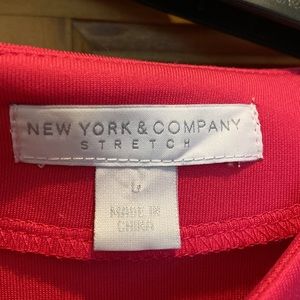 NEW YORK & COMPANY
STRETCH
L
MADE IN
CHINA